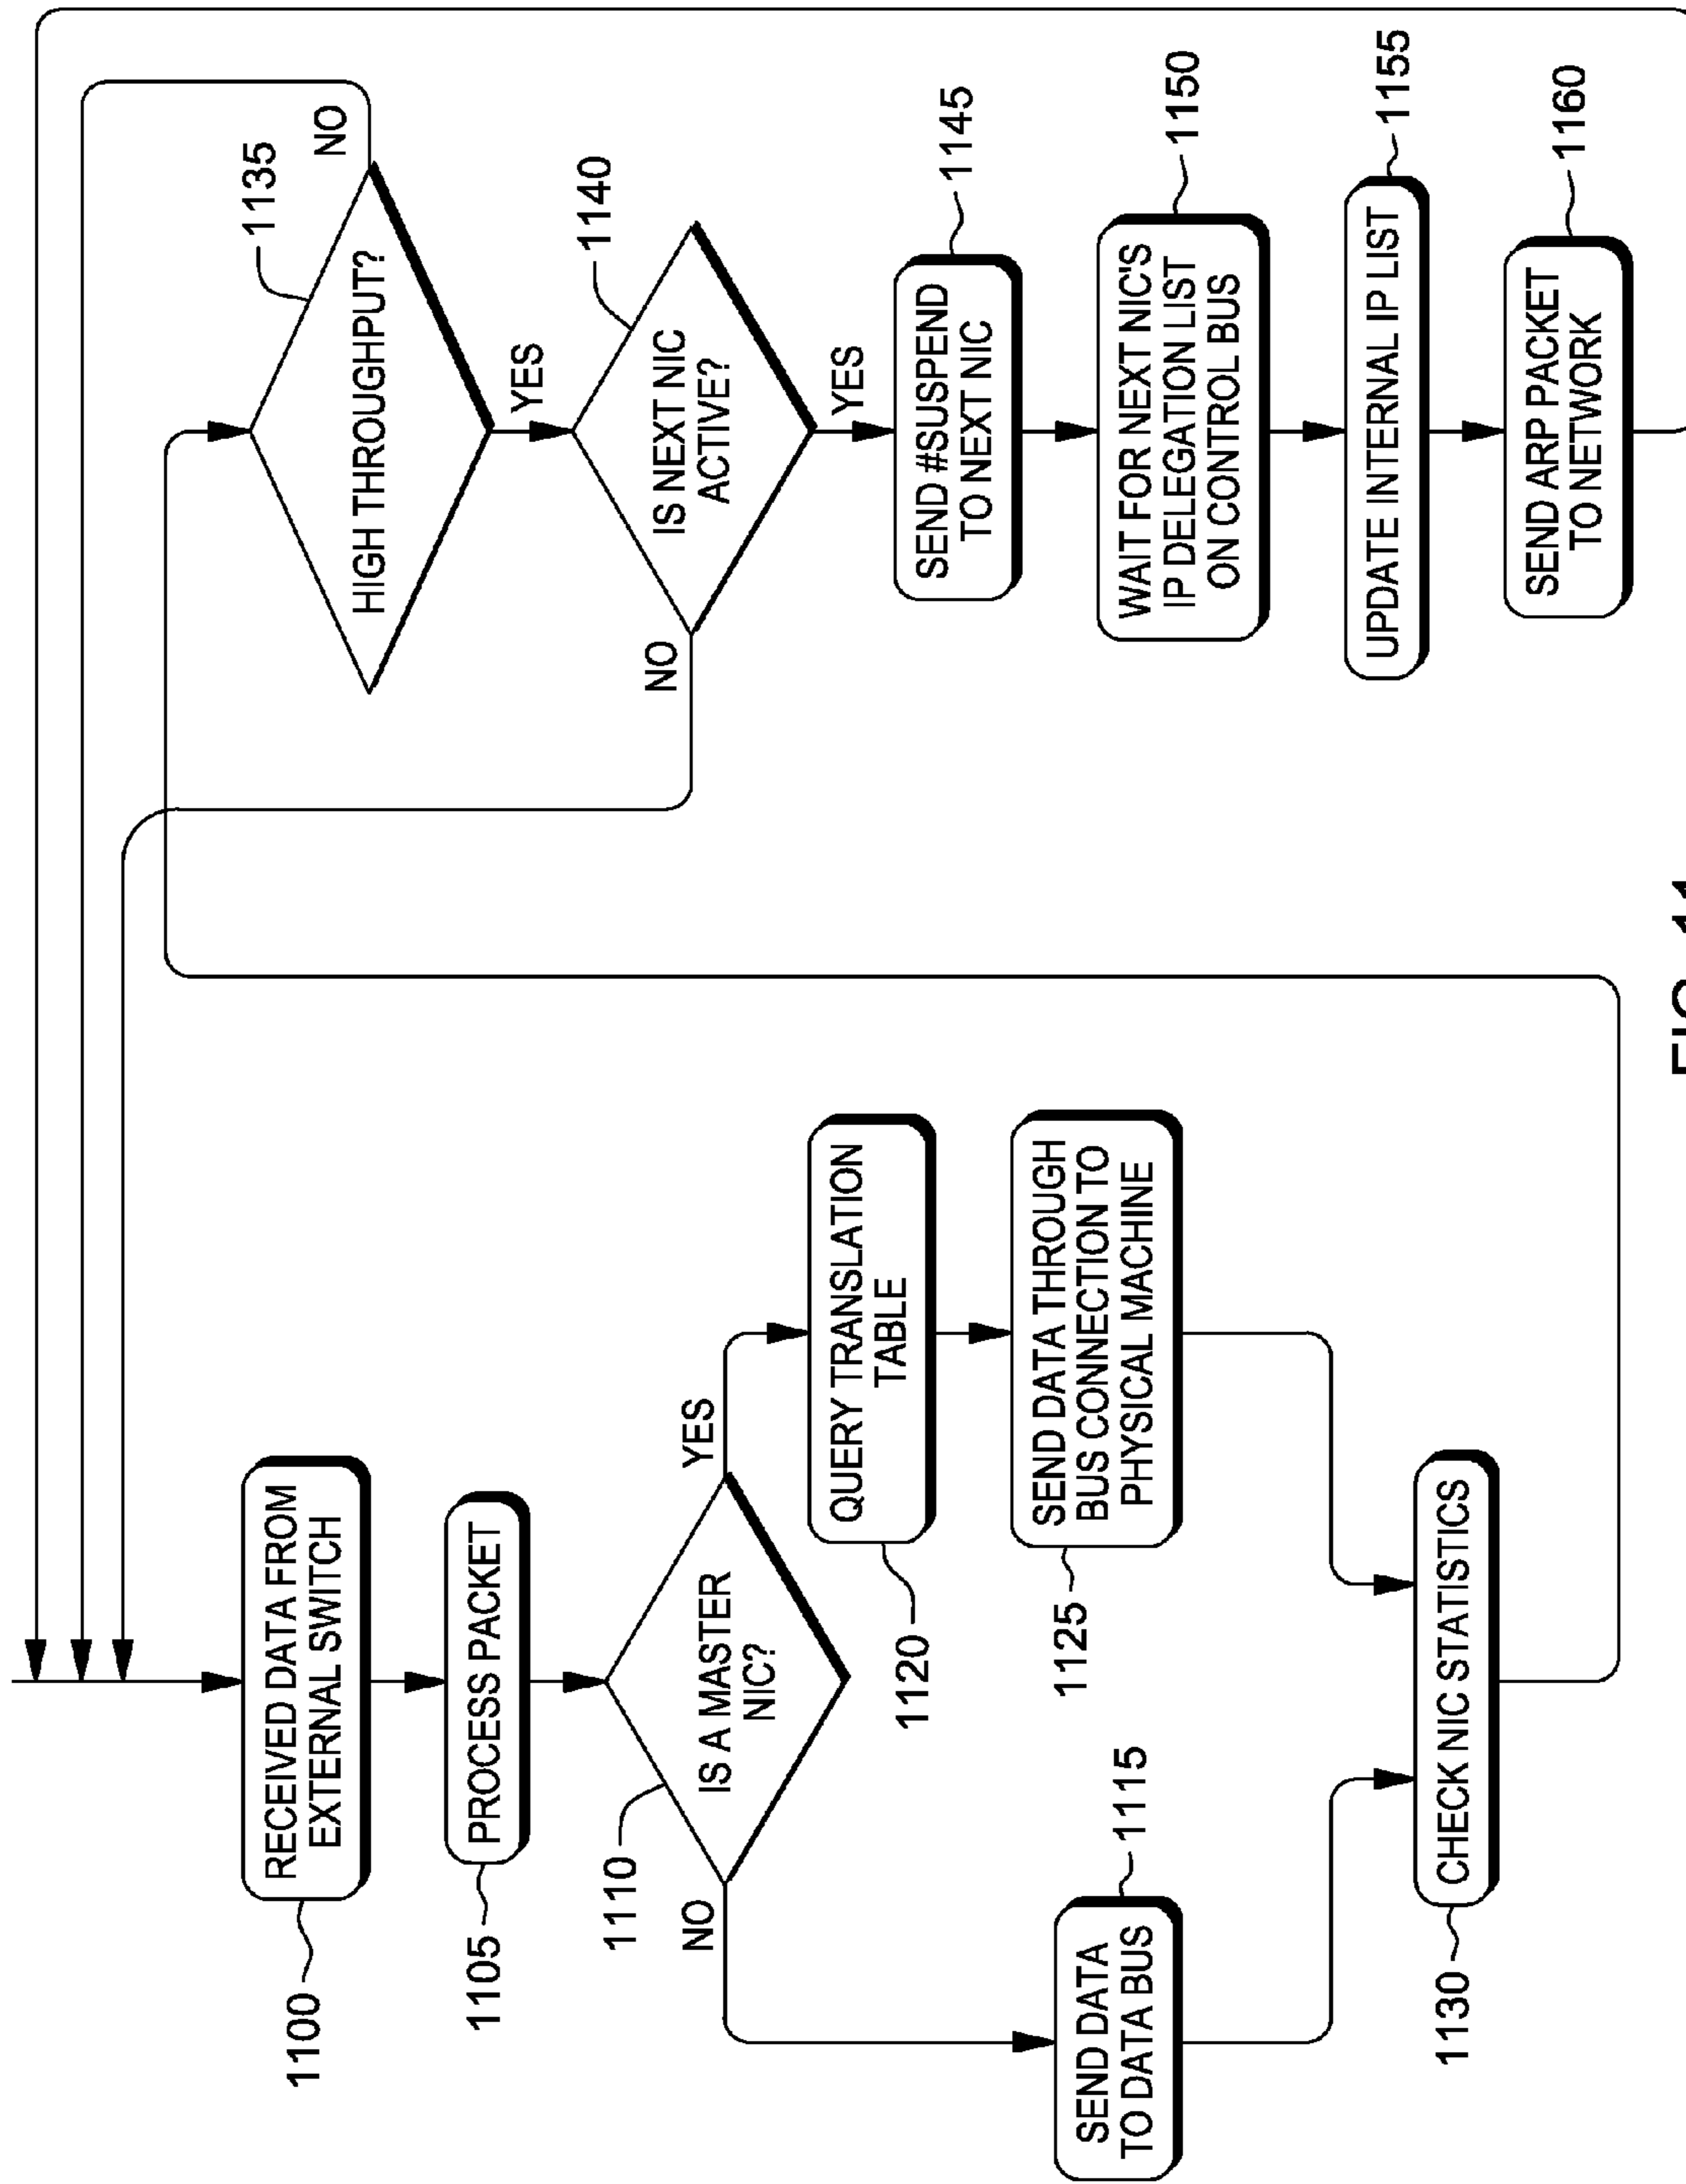 RECEIVED DATA FROM
EXTERNAL SWITCH
1100
PROCESS PACKET
1105
IS A MASTER
NIC?
1110
NO
YES
SEND DATA
TO DATA BUS
1115
QUERY TRANSLATION
TABLE
1120
SEND DATA THROUGH
BUS CONNECTION TO
PHYSICAL MACHINE
1125
CHECK NIC STATISTICS
1130
HIGH THROUGHPUT?
1135
NO
YES
IS NEXT NIC
ACTIVE?
1140
NO
YES
SEND #SUSPEND
TO NEXT NIC
1145
WAIT FOR NEXT NIC'S
IP DELEGATION LIST
ON CONTROL BUS
1150
UPDATE INTERNAL IP LIST
1155
SEND ARP PACKET
TO NETWORK
1160
FIG. 11